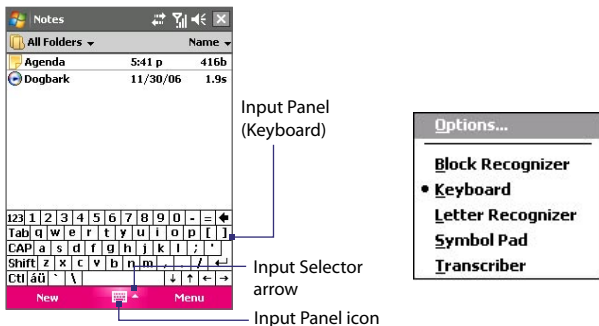 Notes
All Folders Name
Agenda 5:41 p 416b
Dogbark 11/30/06 1.9s
123 1 2 3 4 5 6 7 8 9 0 - =
Tab q w e r t y u i o p [ ]
CAP a s d f g h j k l ; '
Shift z x c v b n m , . /
Ctl áü ` \
New Menu
Input Panel
(Keyboard)
Input Selector
arrow
Input Panel icon
Options...
Block Recognizer
Keyboard
Letter Recognizer
Symbol Pad
Transcriber